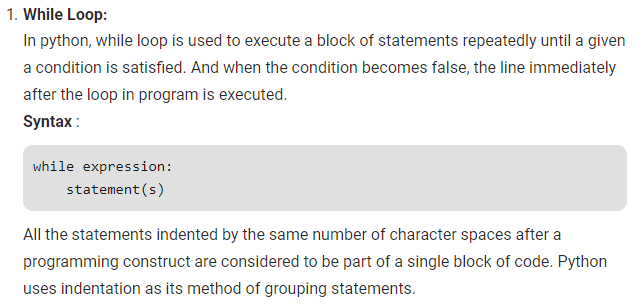 1. While Loop:
In python, while loop is used to execute a block of statements repeatedly until a given
a condition is satisfied. And when the condition becomes false, the line immediately
after the loop in program is executed.
Syntax :
while expression:
    statement(s)
All the statements indented by the same number of character spaces after a
programming construct are considered to be part of a single block of code. Python
uses indentation as its method of grouping statements.